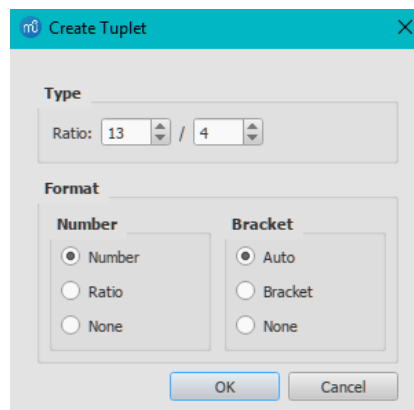 Create Tuplet
Type
Ratio: 13 / 4
Format
Number
Number
Ratio
None
Bracket
Auto
Bracket
None
OK Cancel